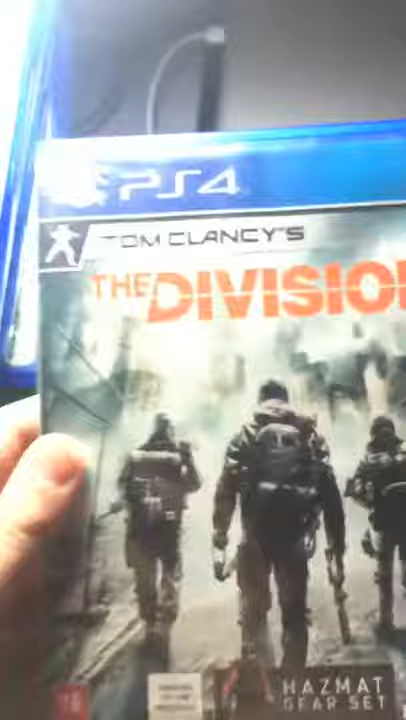 PS4
TOM CLANCY'S
THE DIVISIO
HAZMAT
GEAR SET